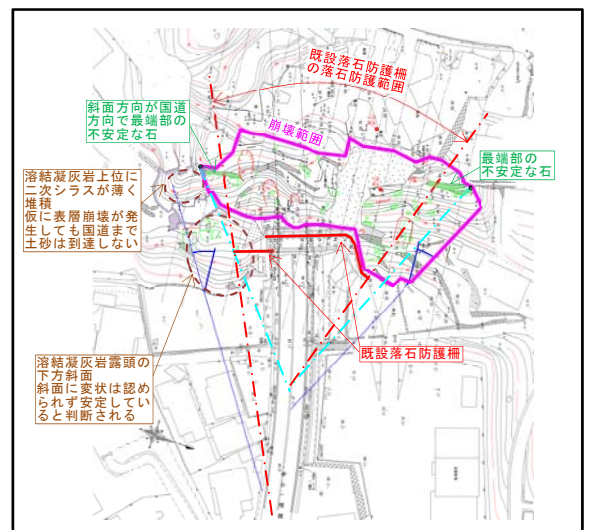 既設落石防護柵
の落石防護範囲
斜面方向が国道
方向で最端部の
不安定な石
崩壊範囲
最端部の
不安定な石
溶結凝灰岩上位に
二次シラスが薄く
堆積
仮に表層崩壊が発
生しても国道まで
土砂は到達しない
既設落石防護柵
溶結凝灰岩露頭の
下方斜面
斜面に変状は認め
られず安定してい
ると判断される